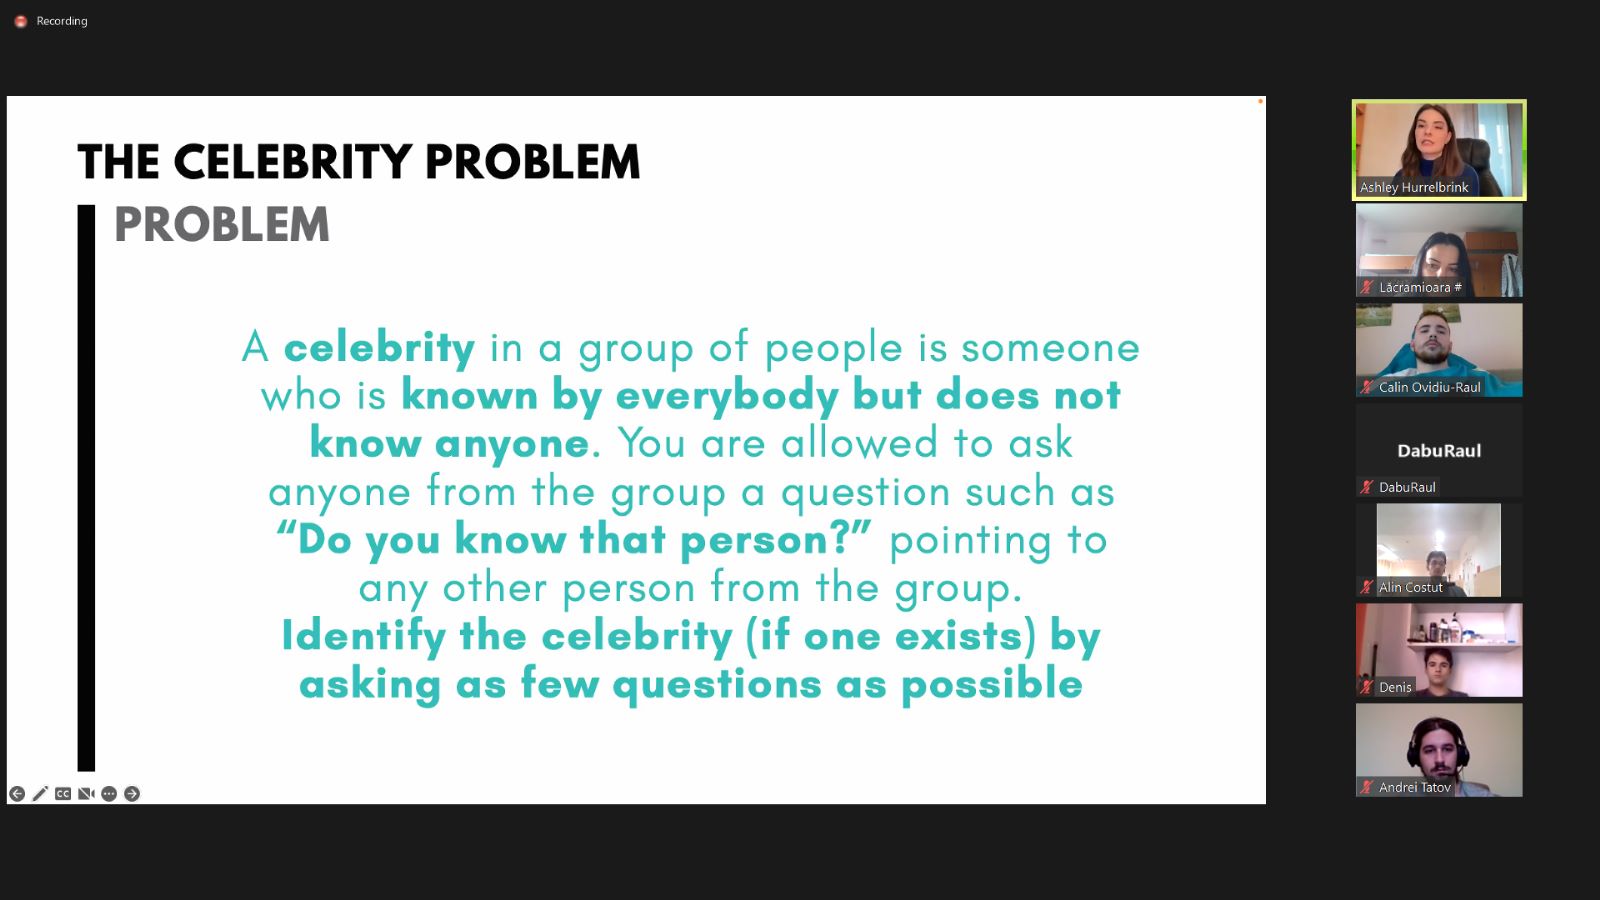 Recording
THE CELEBRITY PROBLEM
PROBLEM
A celebrity in a group of people is someone
who is known by everybody but does not
know anyone. You are allowed to ask
anyone from the group a question such as
“Do you know that person?” pointing to
any other person from the group.
Identify the celebrity (if one exists) by
asking as few questions as possible
CC
Ashley Hurrelbrink
Lăcramioara #
Calin Ovidiu-Raul
DabuRaul
DabuRaul
Alin Costut
Denis
Andrei Tatov